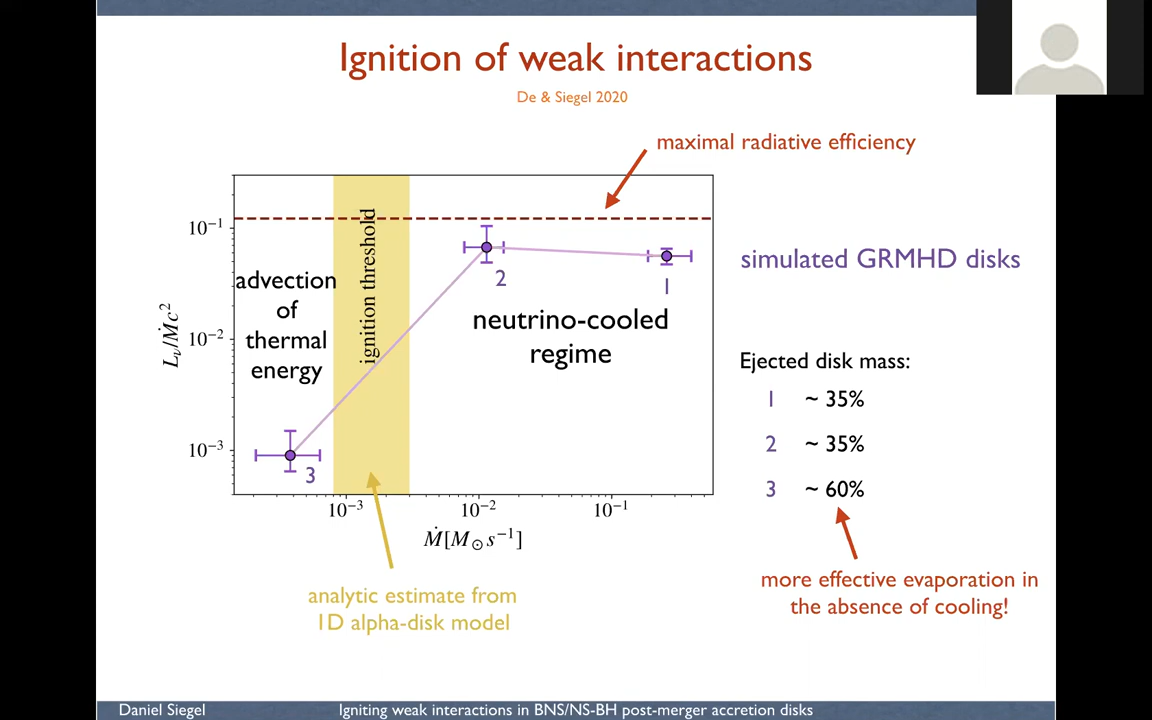 Ignition of weak interactions
De & Siegel 2020
maximal radiative efficiency
10⁻¹
10⁻²
10⁻³
L_ν/Ṁc²
advection
of
thermal
energy
ignition threshold
2
1
3
neutrino-cooled
regime
10⁻³
10⁻²
10⁻¹
Ṁ[M⊙s⁻¹]
simulated GRMHD disks
Ejected disk mass:
1 ~ 35%
2 ~ 35%
3 ~ 60%
more effective evaporation in
the absence of cooling!
analytic estimate from
1D alpha-disk model
Daniel Siegel
Igniting weak interactions in BNS/NS-BH post-merger accretion disks